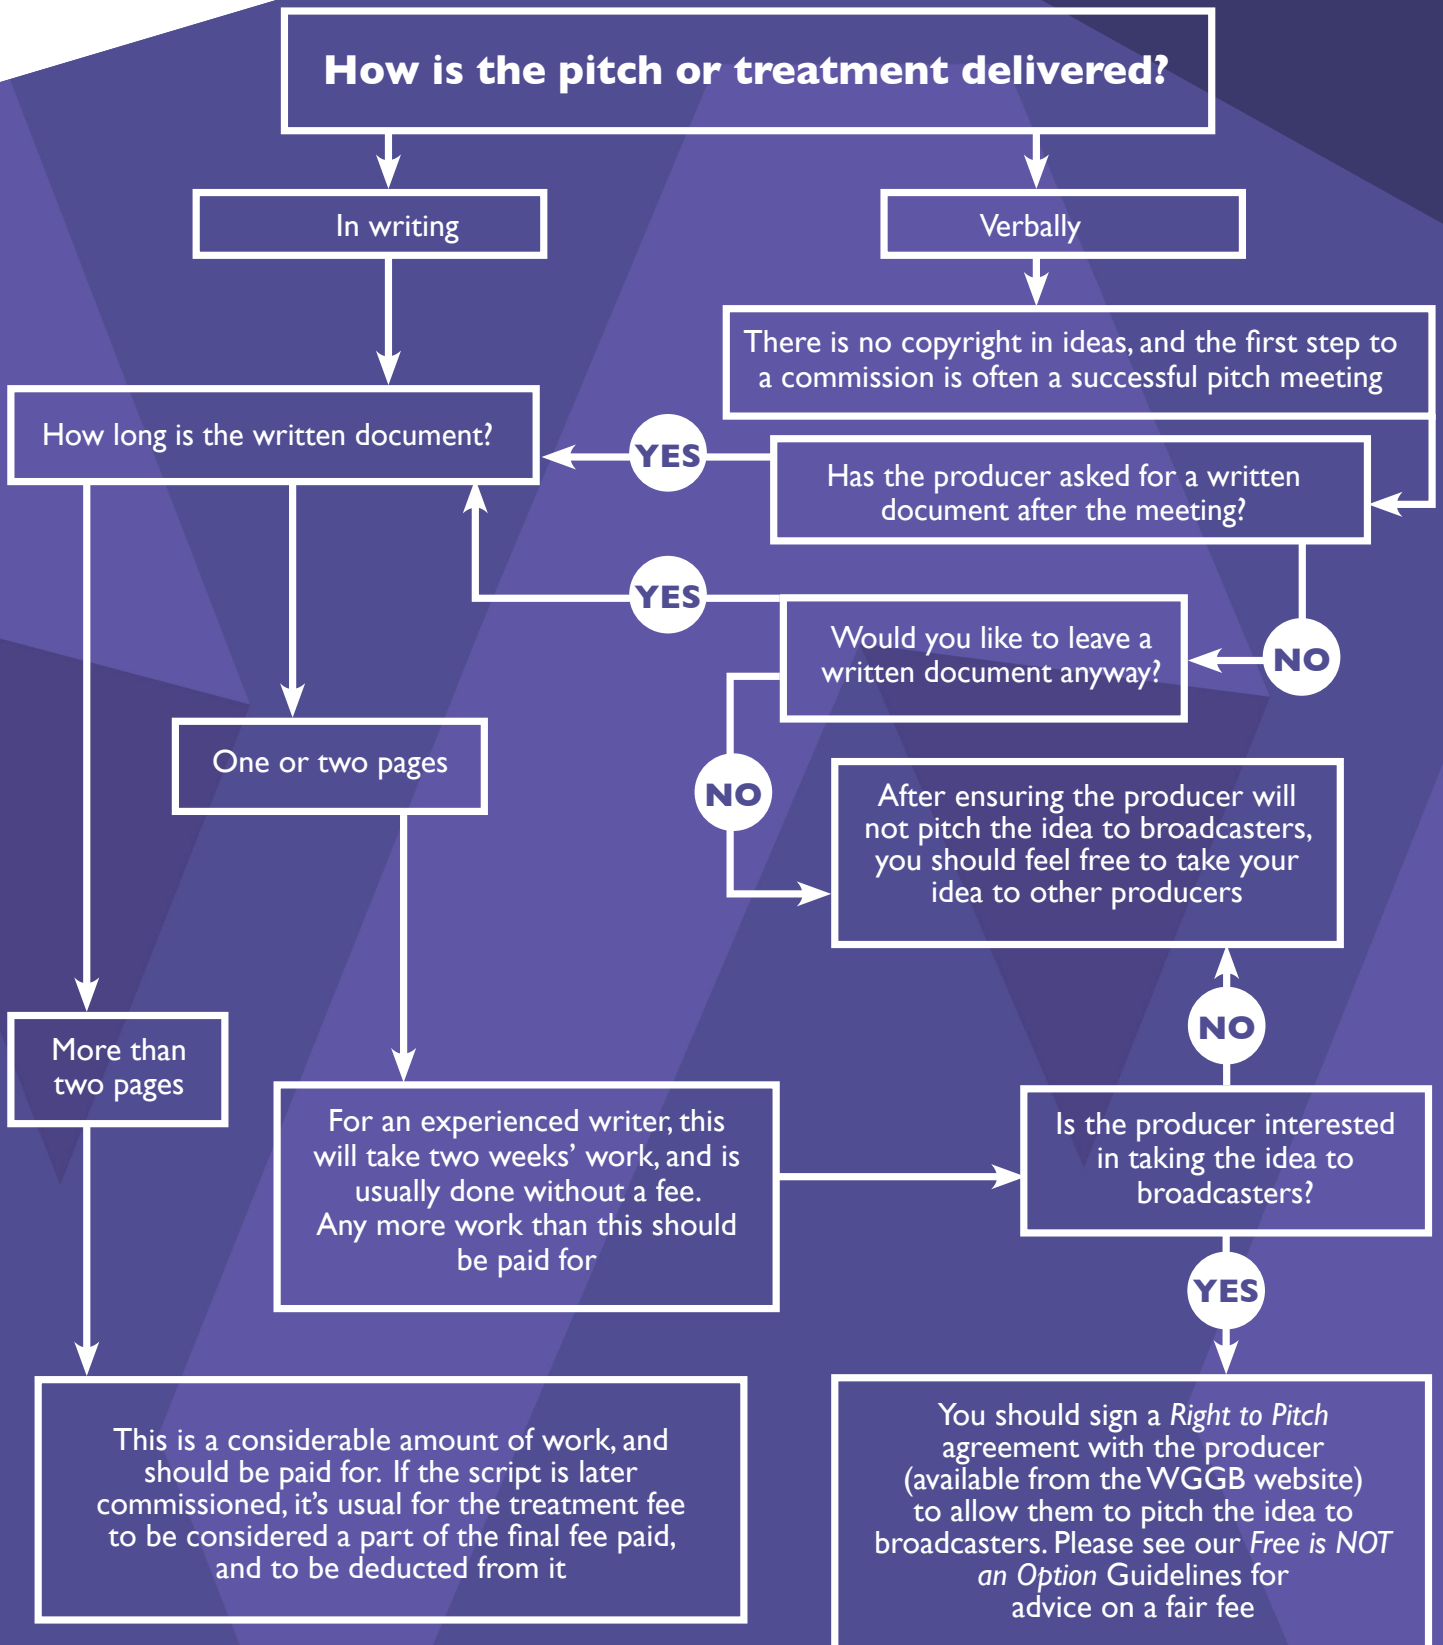 How is the pitch or treatment delivered?
In writing
Verbally
There is no copyright in ideas, and the first step to
a commission is often a successful pitch meeting
How long is the written document?
YES
Has the producer asked for a written
document after the meeting?
YES
Would you like to leave a
written document anyway?
NO
One or two pages
NO
After ensuring the producer will
not pitch the idea to broadcasters,
you should feel free to take your
idea to other producers
NO
More than
two pages
For an experienced writer, this
will take two weeks’ work, and is
usually done without a fee.
Any more work than this should
be paid for
Is the producer interested
in taking the idea to
broadcasters?
YES
This is a considerable amount of work, and
should be paid for. If the script is later
commissioned, it’s usual for the treatment fee
to be considered a part of the final fee paid,
and to be deducted from it
You should sign a Right to Pitch
agreement with the producer
(available from the WGGB website)
to allow them to pitch the idea to
broadcasters. Please see our Free is NOT
an Option Guidelines for
advice on a fair fee